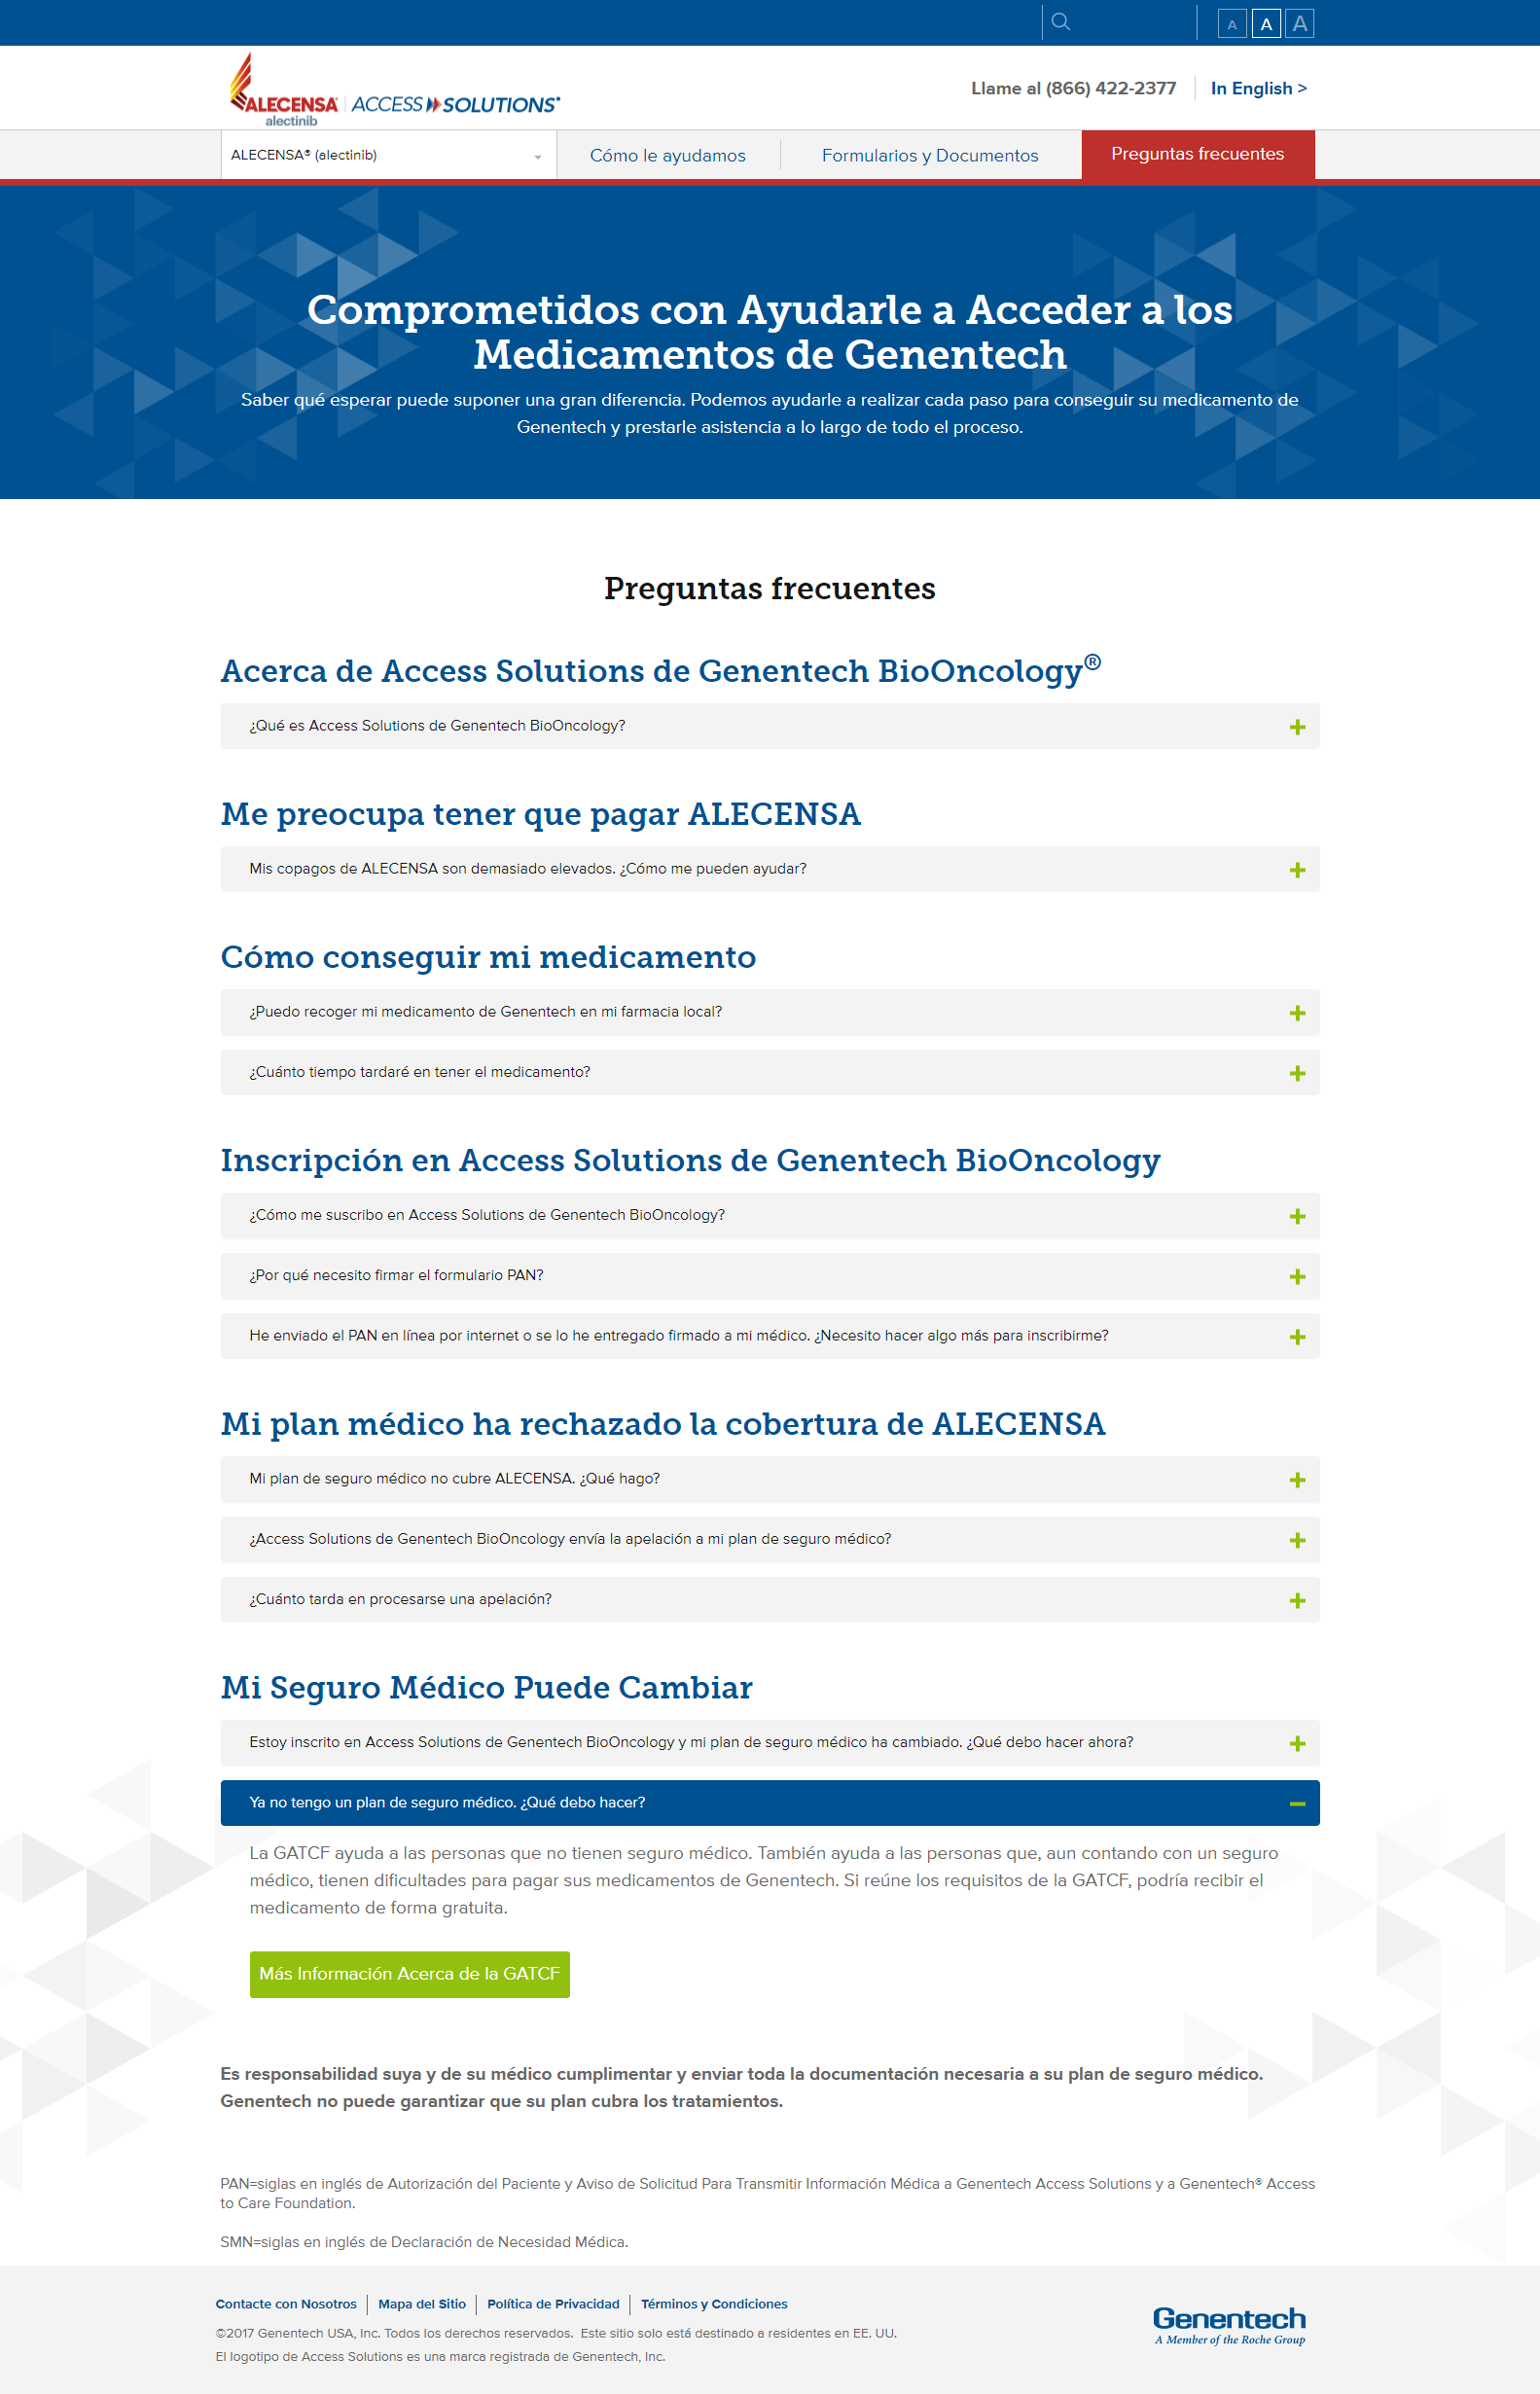 A A A
ALECENSA® alectinib | ACCESS SOLUTIONS®
Llame al (866) 422-2377
In English >
ALECENSA® (alectinib)
Cómo le ayudamos
Formularios y Documentos
Preguntas frecuentes
Comprometidos con Ayudarle a Acceder a los
Medicamentos de Genentech
Saber qué esperar puede suponer una gran diferencia. Podemos ayudarle a realizar cada paso para conseguir su medicamento de
Genentech y prestarle asistencia a lo largo de todo el proceso.
Preguntas frecuentes
Acerca de Access Solutions de Genentech BioOncology®
¿Qué es Access Solutions de Genentech BioOncology?
Me preocupa tener que pagar ALECENSA
Mis copagos de ALECENSA son demasiado elevados. ¿Cómo me pueden ayudar?
Cómo conseguir mi medicamento
¿Puedo recoger mi medicamento de Genentech en mi farmacia local?
¿Cuánto tiempo tardaré en tener el medicamento?
Inscripción en Access Solutions de Genentech BioOncology
¿Cómo me suscribo en Access Solutions de Genentech BioOncology?
¿Por qué necesito firmar el formulario PAN?
He enviado el PAN en línea por internet o se lo he entregado firmado a mi médico. ¿Necesito hacer algo más para inscribirme?
Mi plan médico ha rechazado la cobertura de ALECENSA
Mi plan de seguro médico no cubre ALECENSA. ¿Qué hago?
¿Access Solutions de Genentech BioOncology envía la apelación a mi plan de seguro médico?
¿Cuánto tarda en procesarse una apelación?
Mi Seguro Médico Puede Cambiar
Estoy inscrito en Access Solutions de Genentech BioOncology y mi plan de seguro médico ha cambiado. ¿Qué debo hacer ahora?
Ya no tengo un plan de seguro médico. ¿Qué debo hacer?
La GATCF ayuda a las personas que no tienen seguro médico. También ayuda a las personas que, aun contando con un seguro
médico, tienen dificultades para pagar sus medicamentos de Genentech. Si reúne los requisitos de la GATCF, podría recibir el
medicamento de forma gratuita.
Más Información Acerca de la GATCF
Es responsabilidad suya y de su médico cumplimentar y enviar toda la documentación necesaria a su plan de seguro médico.
Genentech no puede garantizar que su plan cubra los tratamientos.
PAN=siglas en inglés de Autorización del Paciente y Aviso de Solicitud Para Transmitir Información Médica a Genentech Access Solutions y a Genentech® Access
to Care Foundation.
SMN=siglas en inglés de Declaración de Necesidad Médica.
Contacte con Nosotros | Mapa del Sitio | Política de Privacidad | Términos y Condiciones
©2017 Genentech USA, Inc. Todos los derechos reservados. Este sitio solo está destinado a residentes en EE. UU.
El logotipo de Access Solutions es una marca registrada de Genentech, Inc.
Genentech
A Member of the Roche Group